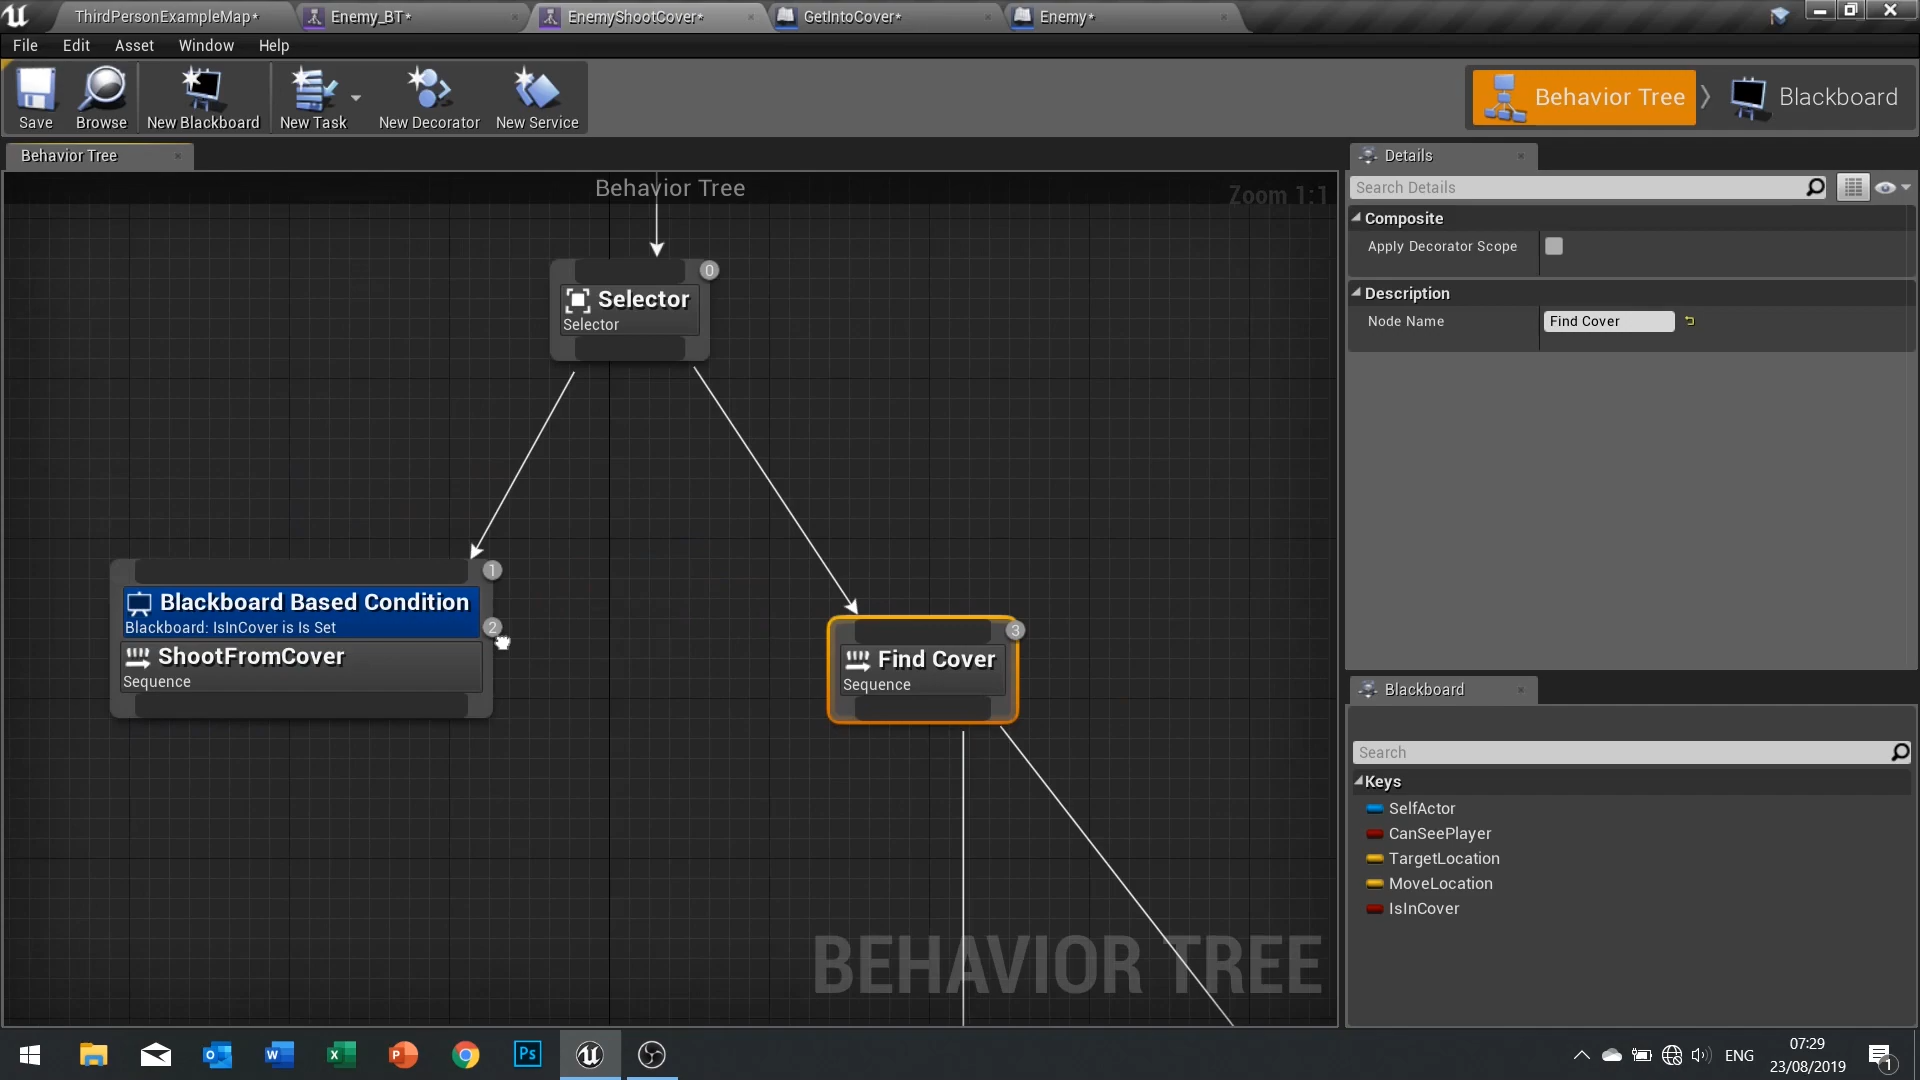 ThirdPersonExampleMap*
Enemy_BT*
EnemyShootCover*
GetIntoCover*
Enemy*
File Edit Asset Window Help
Save
Browse
New Blackboard
New Task
New Decorator
New Service
Behavior Tree
Blackboard
Behavior Tree
Behavior Tree
Zoom 1:1
0
Selector
Selector
1
Blackboard Based Condition
Blackboard: IsInCover is Is Set
2
ShootFromCover
Sequence
3
Find Cover
Sequence
BEHAVIOR TREE
Details
Search Details
Composite
Apply Decorator Scope
Description
Node Name
Find Cover
Blackboard
Search
Keys
SelfActor
CanSeePlayer
TargetLocation
MoveLocation
IsInCover
ENG
07:29
23/08/2019
1